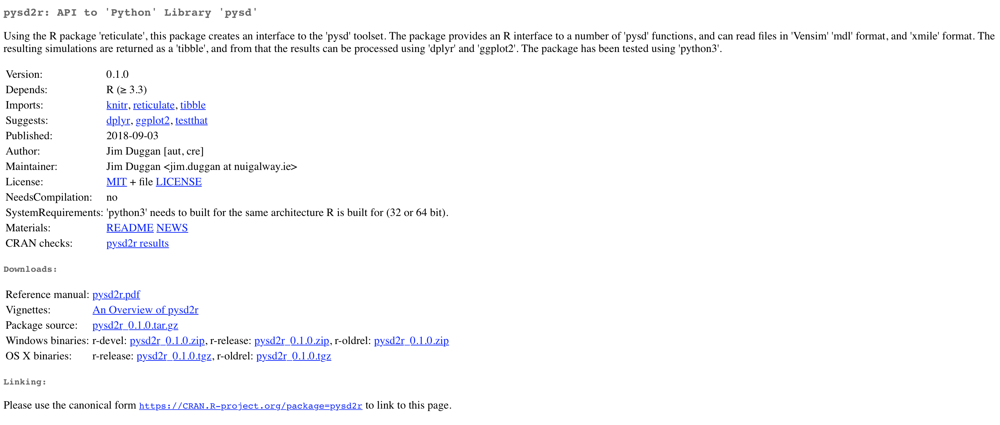 pysd2r: API to 'Python' Library 'pysd'
Using the R package 'reticulate', this package creates an interface to the 'pysd' toolset. The package provides an R interface to a number of 'pysd' functions, and can read files in 'Vensim' 'mdl' format, and 'xmile' format. The
resulting simulations are returned as a 'tibble', and from that the results can be processed using 'dplyr' and 'ggplot2'. The package has been tested using 'python3'.
Version: 0.1.0
Depends: R (≥ 3.3)
Imports: knitr, reticulate, tibble
Suggests: dplyr, ggplot2, testthat
Published: 2018-09-03
Author: Jim Duggan [aut, cre]
Maintainer: Jim Duggan <jim.duggan at nuigalway.ie>
License: MIT + file LICENSE
NeedsCompilation: no
SystemRequirements: 'python3' needs to built for the same architecture R is built for (32 or 64 bit).
Materials: README NEWS
CRAN checks: pysd2r results
Downloads:
Reference manual: pysd2r.pdf
Vignettes: An Overview of pysd2r
Package source: pysd2r_0.1.0.tar.gz
Windows binaries: r-devel: pysd2r_0.1.0.zip, r-release: pysd2r_0.1.0.zip, r-oldrel: pysd2r_0.1.0.zip
OS X binaries: r-release: pysd2r_0.1.0.tgz, r-oldrel: pysd2r_0.1.0.tgz
Linking:
Please use the canonical form https://CRAN.R-project.org/package=pysd2r to link to this page.